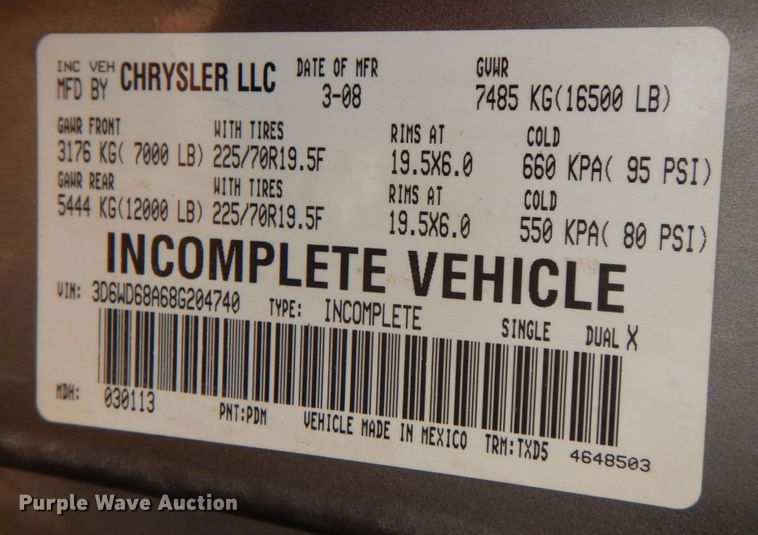 INC VEH
MFD BY CHRYSLER LLC
DATE OF MFR
3-08
GVWR
7485 KG(16500 LB)
GAWR FRONT WITH TIRES RIMS AT COLD
3176 KG( 7000 LB) 225/70R19.5F 19.5X6.0 660 KPA( 95 PSI)
GAWR REAR WITH TIRES RIMS AT COLD
5444 KG(12000 LB) 225/70R19.5F 19.5X6.0 550 KPA( 80 PSI)
INCOMPLETE VEHICLE
VIN: 3D6WD68A68G204740 TYPE: INCOMPLETE SINGLE DUAL X
MDH: 030113 PNT:PDM VEHICLE MADE IN MEXICO TRM:TXD5 4648503
Purple Wave Auction